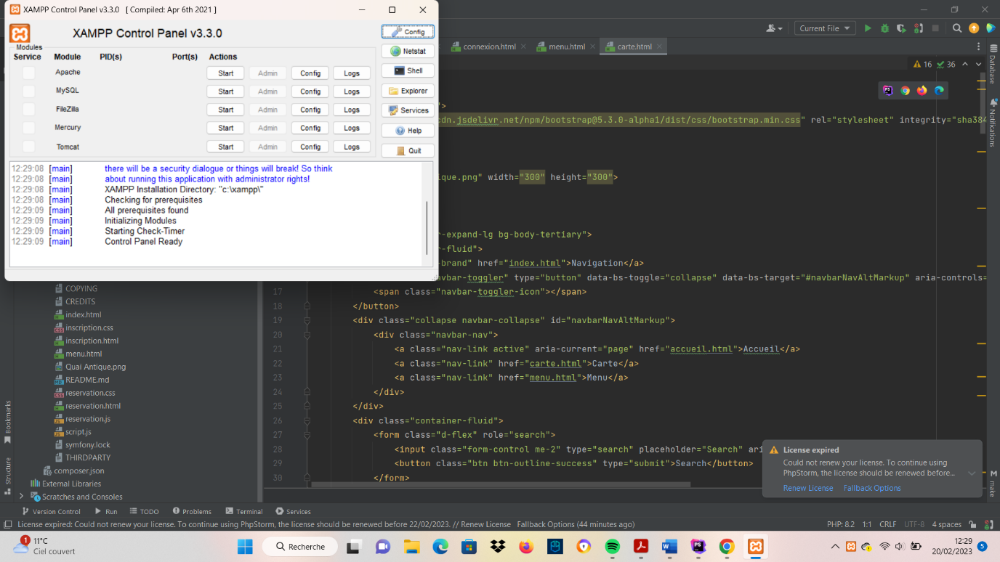 XAMPP Control Panel v3.3.0 [ Compiled: Apr 6th 2021 ]
XAMPP Control Panel v3.3.0
Config
Modules
Service Module PID(s) Port(s) Actions
Netstat
Apache Start Admin Config Logs
Shell
MySQL Start Admin Config Logs
Explorer
FileZilla Start Admin Config Logs
Services
Mercury Start Admin Config Logs
Help
Tomcat Start Admin Config Logs
Quit
12:29:08 [main] there will be a security dialogue or things will break! So think
12:29:08 [main] about running this application with administrator rights!
12:29:08 [main] XAMPP Installation Directory: "c:\xampp\"
12:29:08 [main] Checking for prerequisites
12:29:09 [main] All prerequisites found
12:29:09 [main] Initializing Modules
12:29:09 [main] Starting Check-Timer
12:29:09 [main] Control Panel Ready
Current File
connexion.html menu.html carte.html
16 36
Database
Notifications
make
">
cdn.jsdelivr.net/npm/bootstrap@5.3.0-alpha1/dist/css/bootstrap.min.css" rel="stylesheet" integrity="sha384
ique.png" width="300" height="300">
r-expand-lg bg-body-tertiary">
r-fluid">
-brand" href="index.html">Navigation</a>
avbar-toggler" type="button" data-bs-toggle="collapse" data-bs-target="#navbarNavAltMarkup" aria-controls=
17 <span class="navbar-toggler-icon"></span>
18 </button>
19 <div class="collapse navbar-collapse" id="navbarNavAltMarkup">
20 <div class="navbar-nav">
21 <a class="nav-link active" aria-current="page" href="accueil.html">Accueil</a>
22 <a class="nav-link" href="carte.html">Carte</a>
23 <a class="nav-link" href="menu.html">Menu</a>
24 </div>
25 </div>
26 <div class="container-fluid">
27 <form class="d-flex" role="search">
28 <input class="form-control me-2" type="search" placeholder="Search" ari
29 <button class="btn btn-outline-success" type="submit">Search</button>
30 </form>
COPYING
CREDITS
index.html
inscription.css
inscription.html
menu.html
Quai Antique.png
README.md
reservation.css
reservation.html
reservation.js
script.js
symfony.lock
THIRDPARTY
composer.json
External Libraries
Scratches and Consoles
Bookmarks
Structure
License expired
Could not renew your license. To continue using
PhpStorm, the license should be renewed before...
Renew License Fallback Options
Version Control Run TODO Problems Terminal Services
License expired: Could not renew your license. To continue using PhpStorm, the license should be renewed before 22/02/2023. // Renew License Fallback Options (44 minutes ago)
PHP: 8.2 1:1 CRLF UTF-8 4 spaces
1
11°C
Ciel couvert
Recherche
12:29
20/02/2023
5